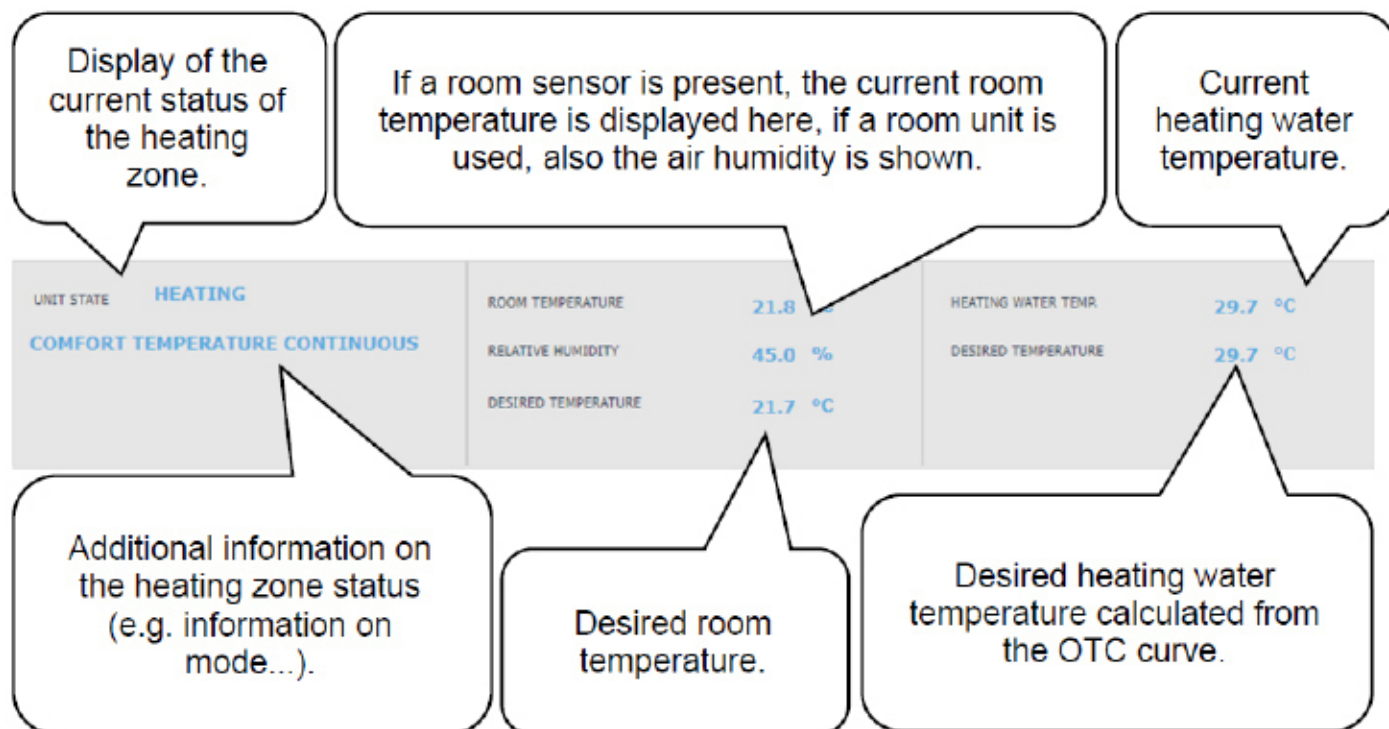 Display of the
current status of
the heating
zone.
If a room sensor is present, the current room
temperature is displayed here, if a room unit is
used, also the air humidity is shown.
Current
heating water
temperature.
UNIT STATE HEATING
COMFORT TEMPERATURE CONTINUOUS
ROOM TEMPERATURE 21.8
RELATIVE HUMIDITY 45.0 %
DESIRED TEMPERATURE 21.7 °C
HEATING WATER TEMP. 29.7 °C
DESIRED TEMPERATURE 29.7 °C
Additional information on
the heating zone status
(e.g. information on
mode...).
Desired room
temperature.
Desired heating water
temperature calculated from
the OTC curve.